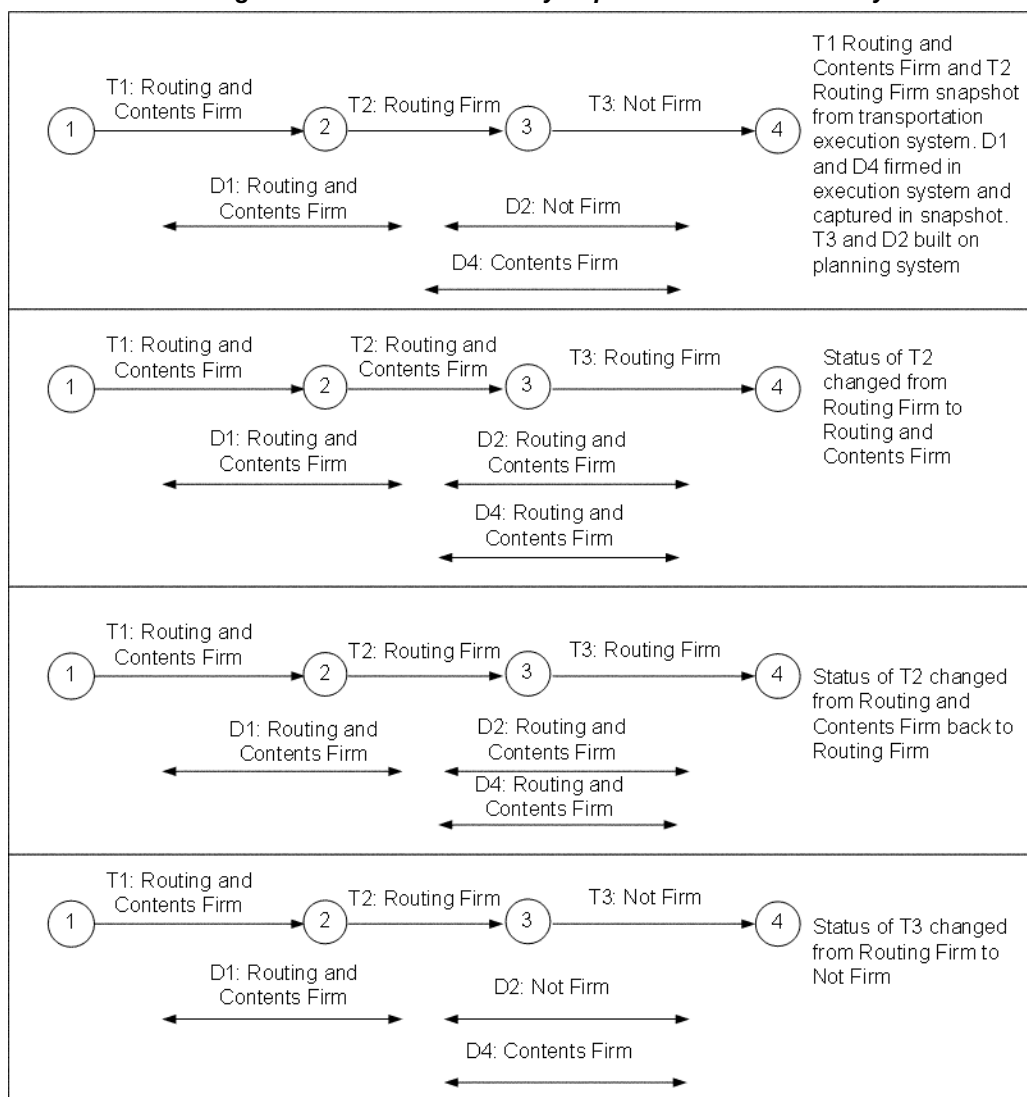 T1: Routing and
Contents Firm
T2: Routing Firm
T3: Not Firm
1
2
3
4
D1: Routing and
Contents Firm
D2: Not Firm
D4: Contents Firm
T1 Routing and
Contents Firm and T2
Routing Firm snapshot
from transportation
execution system. D1
and D4 firmed in
execution system and
captured in snapshot.
T3 and D2 built on
planning system
T1: Routing and
Contents Firm
T2: Routing and
Contents Firm
T3: Routing Firm
1
2
3
4
D1: Routing and
Contents Firm
D2: Routing and
Contents Firm
D4: Routing and
Contents Firm
Status of T2
changed from
Routing Firm to
Routing and
Contents Firm
T1: Routing and
Contents Firm
T2: Routing Firm
T3: Routing Firm
1
2
3
4
D1: Routing and
Contents Firm
D2: Routing and
Contents Firm
D4: Routing and
Contents Firm
Status of T2 changed
from Routing and
Contents Firm back to
Routing Firm
T1: Routing and
Contents Firm
T2: Routing Firm
T3: Not Firm
1
2
3
4
D1: Routing and
Contents Firm
D2: Not Firm
D4: Contents Firm
Status of T3 changed
from Routing Firm to
Not Firm